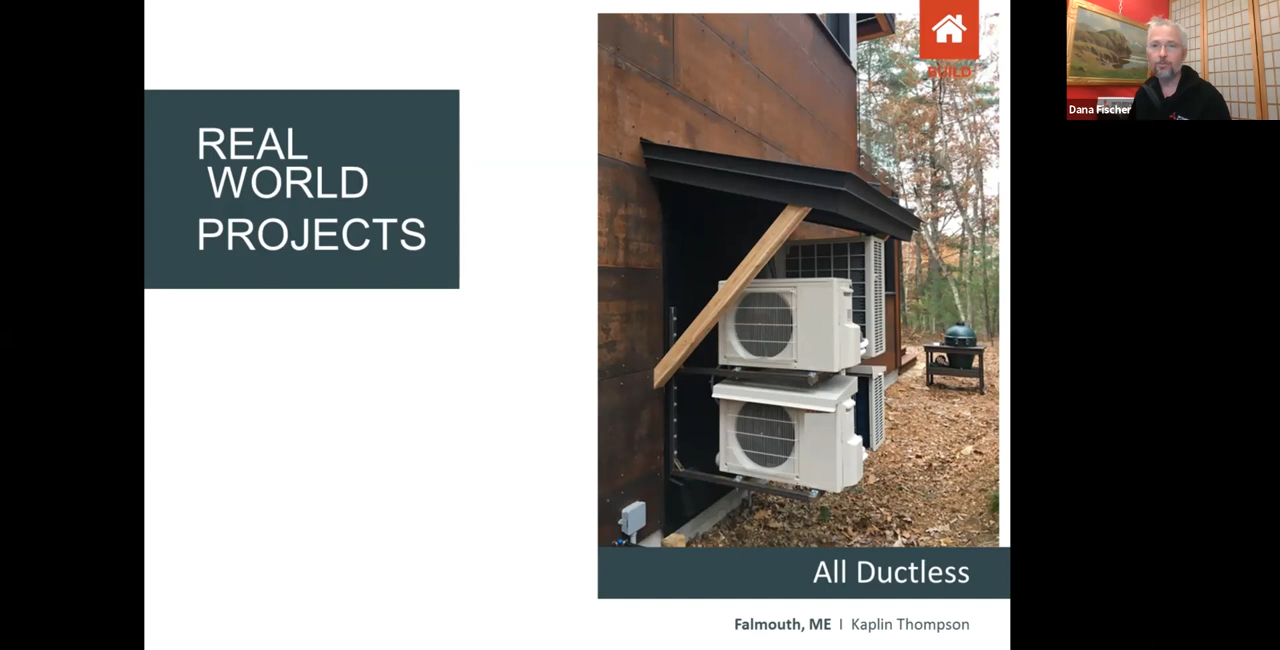 REAL
WORLD
PROJECTS
BUILD
All Ductless
Falmouth, ME I Kaplin Thompson
Dana Fischer